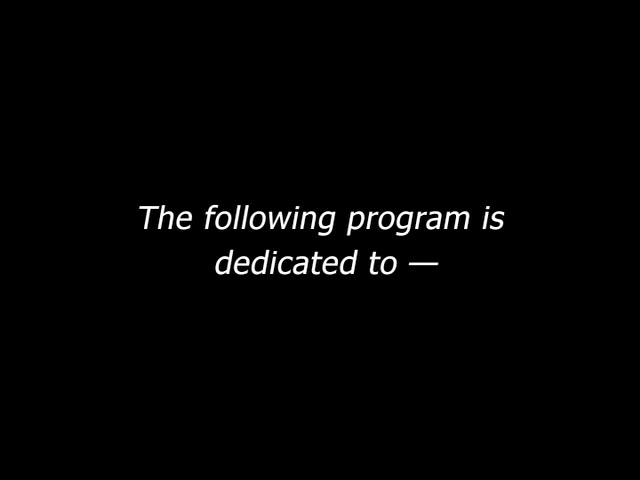 The following program is
dedicated to —